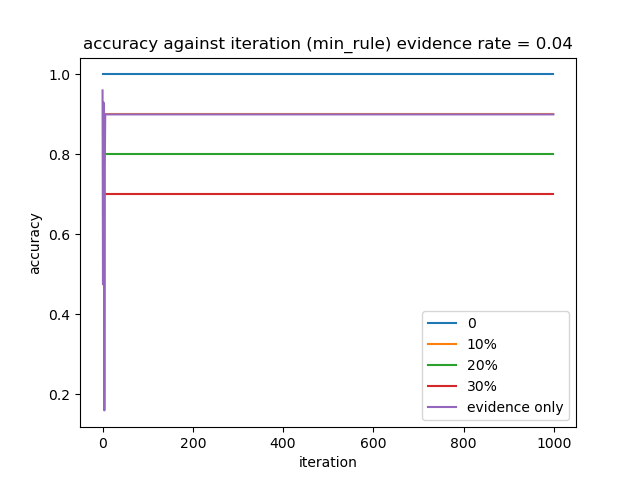 accuracy against iteration (min_rule) evidence rate = 0.04
1.0
0.8
0.6
0.4
0.2
accuracy
0
10%
20%
30%
evidence only
0 200 400 600 800 1000
iteration